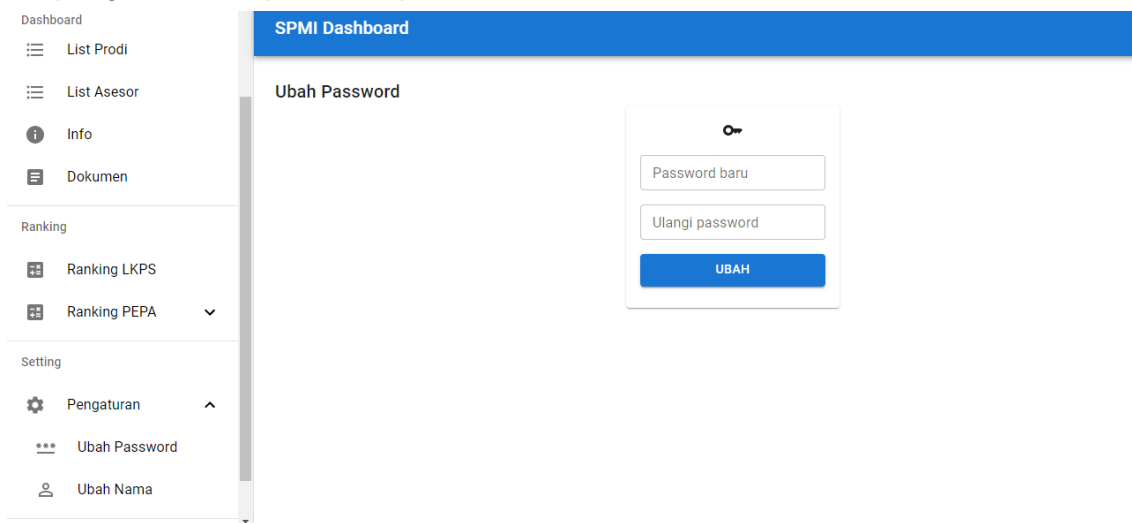 Dashboard
List Prodi
List Asesor
Info
Dokumen
Ranking
Ranking LKPS
Ranking PEPA
Setting
Pengaturan
Ubah Password
Ubah Nama
SPMI Dashboard
Ubah Password
Password baru
Ulangi password
UBAH